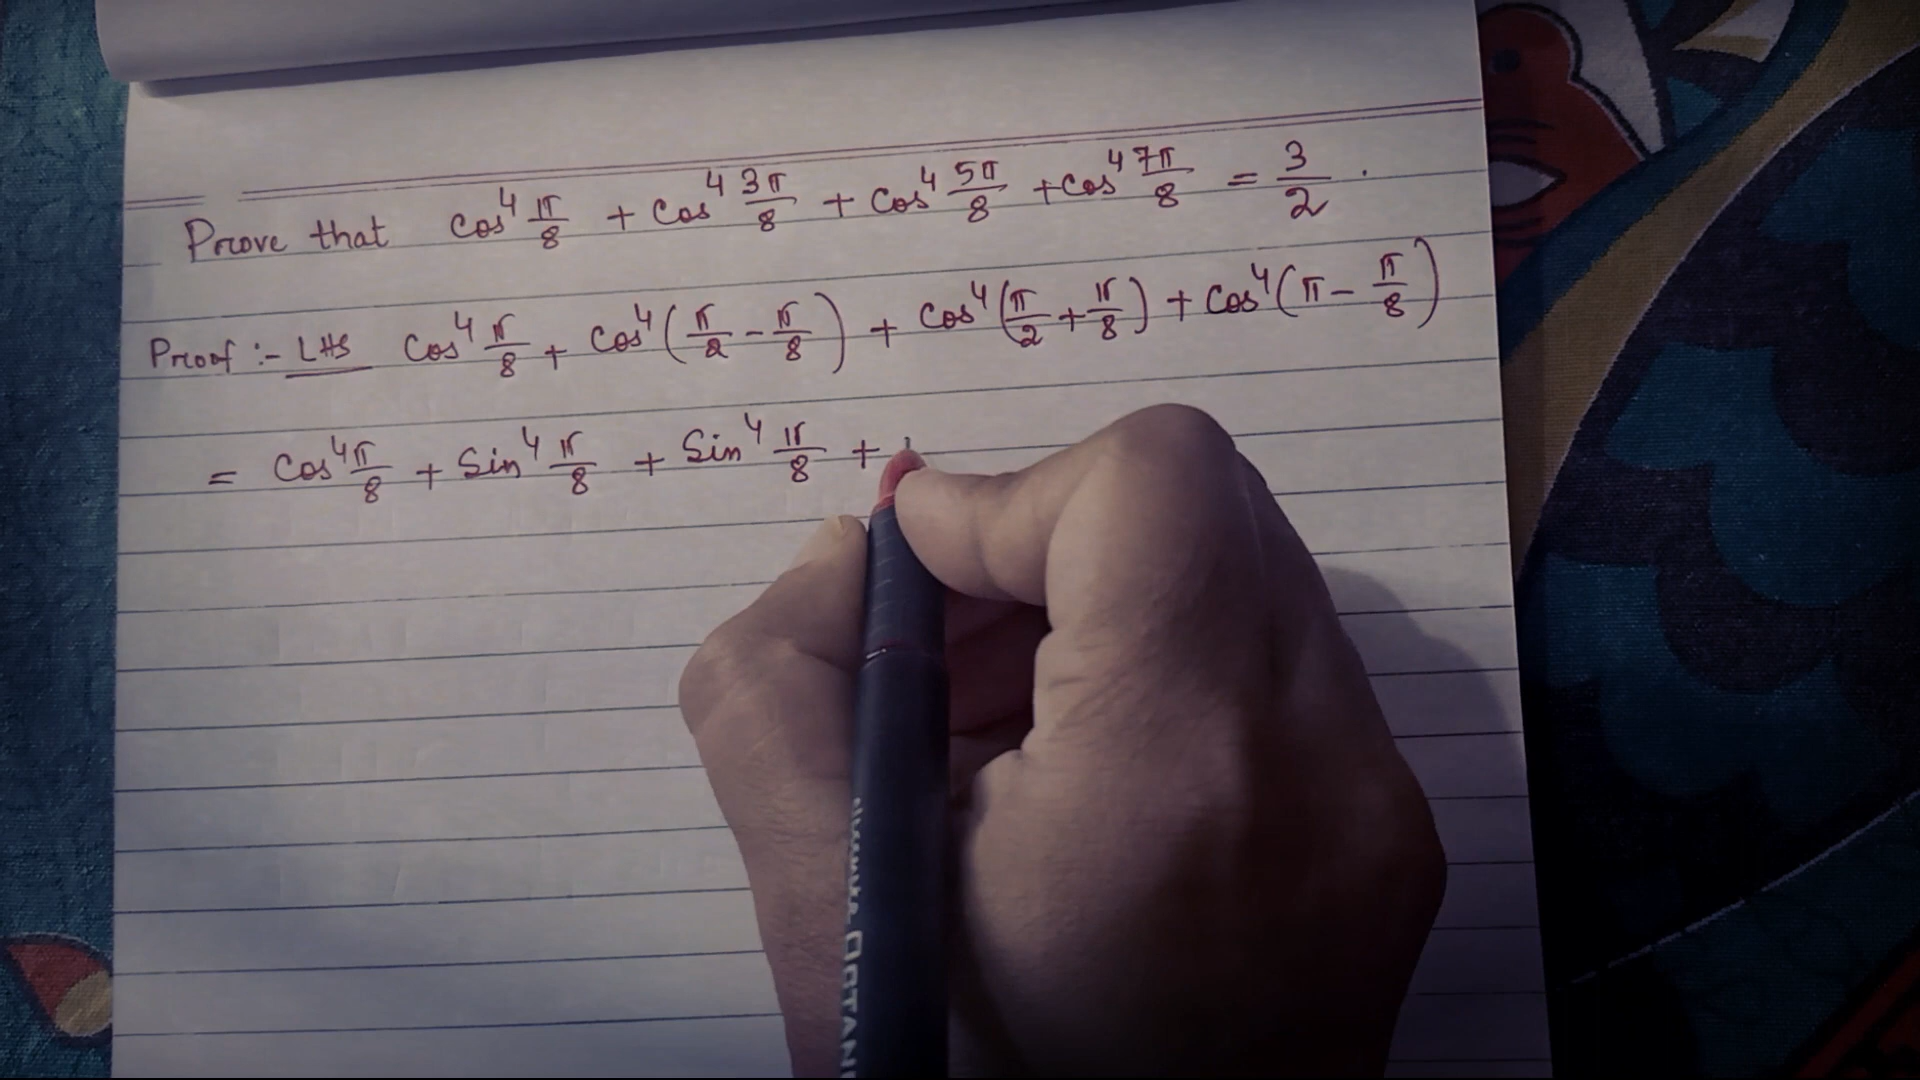 Prove that cos⁴ π/8 + cos⁴ 3π/8 + cos⁴ 5π/8 + cos⁴ 7π/8 = 3/2 .
Proof :- LHS cos⁴ π/8 + cos⁴ (π/2 - π/8) + cos⁴ (π/2 + π/8) + cos⁴ (π - π/8)
= cos⁴ π/8 + Sin⁴ π/8 + Sin⁴ π/8 +